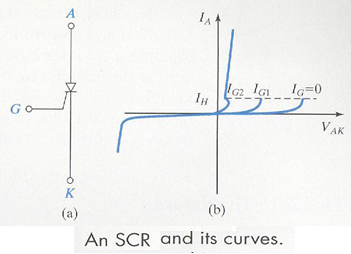 A
G
K
(a)
I_A
I_H
I_G2 I_G1 I_G=0
V_AK
(b)
An SCR and its curves.